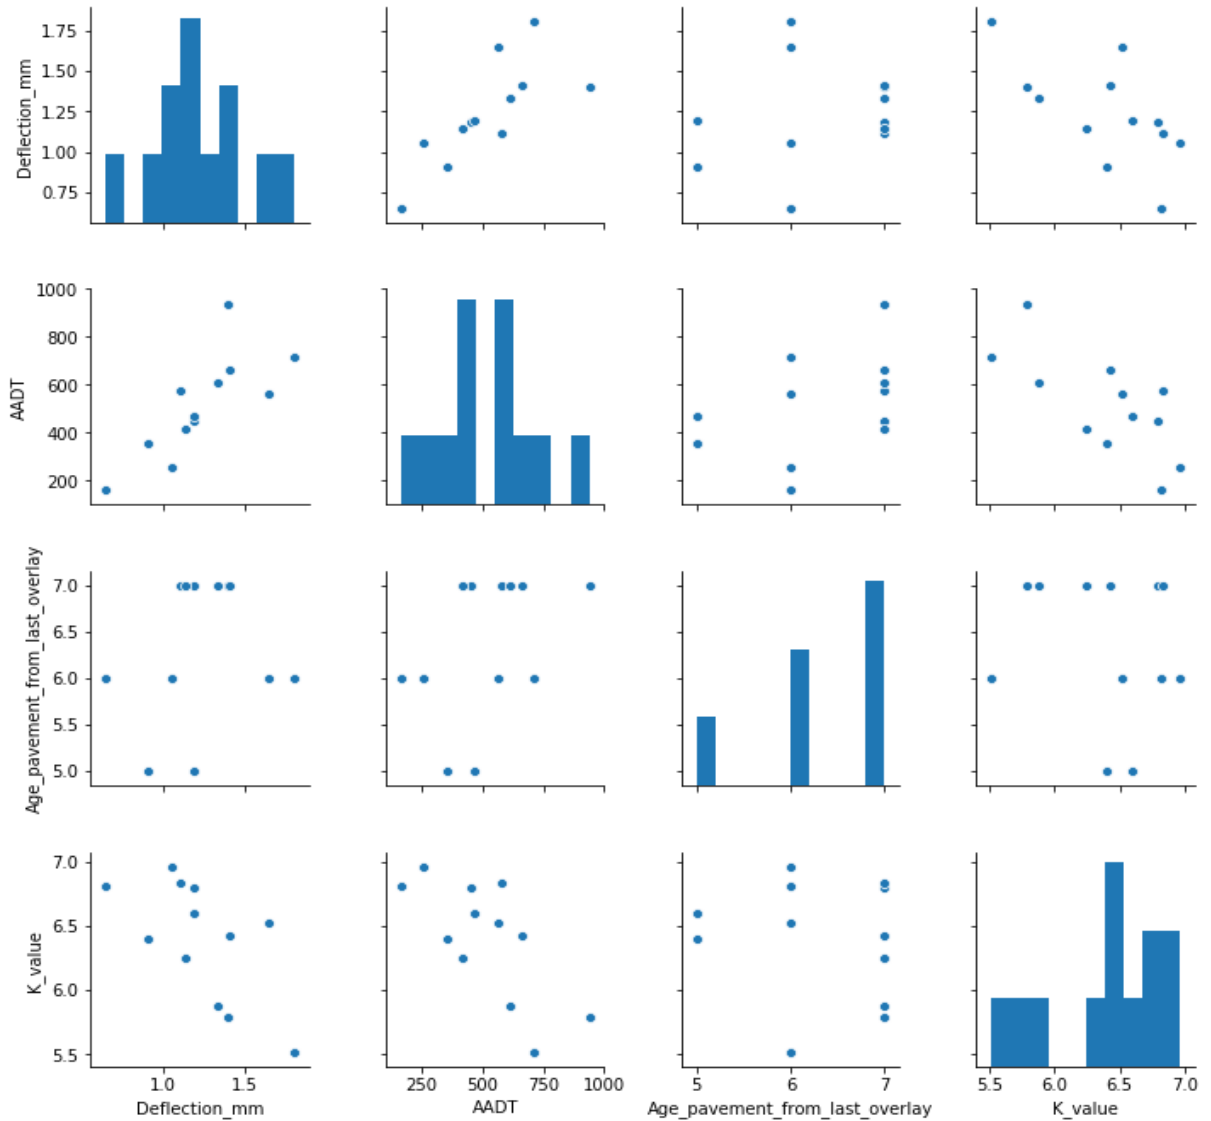 Deflection_mm
1.75
1.50
1.25
1.00
0.75
AADT
1000
800
600
400
200
Age_pavement_from_last_overlay
7.0
6.5
6.0
5.5
5.0
K_value
7.0
6.5
6.0
5.5
1.0 1.5
Deflection_mm
250 500 750 1000
AADT
5 6 7
Age_pavement_from_last_overlay
5.5 6.0 6.5 7.0
K_value